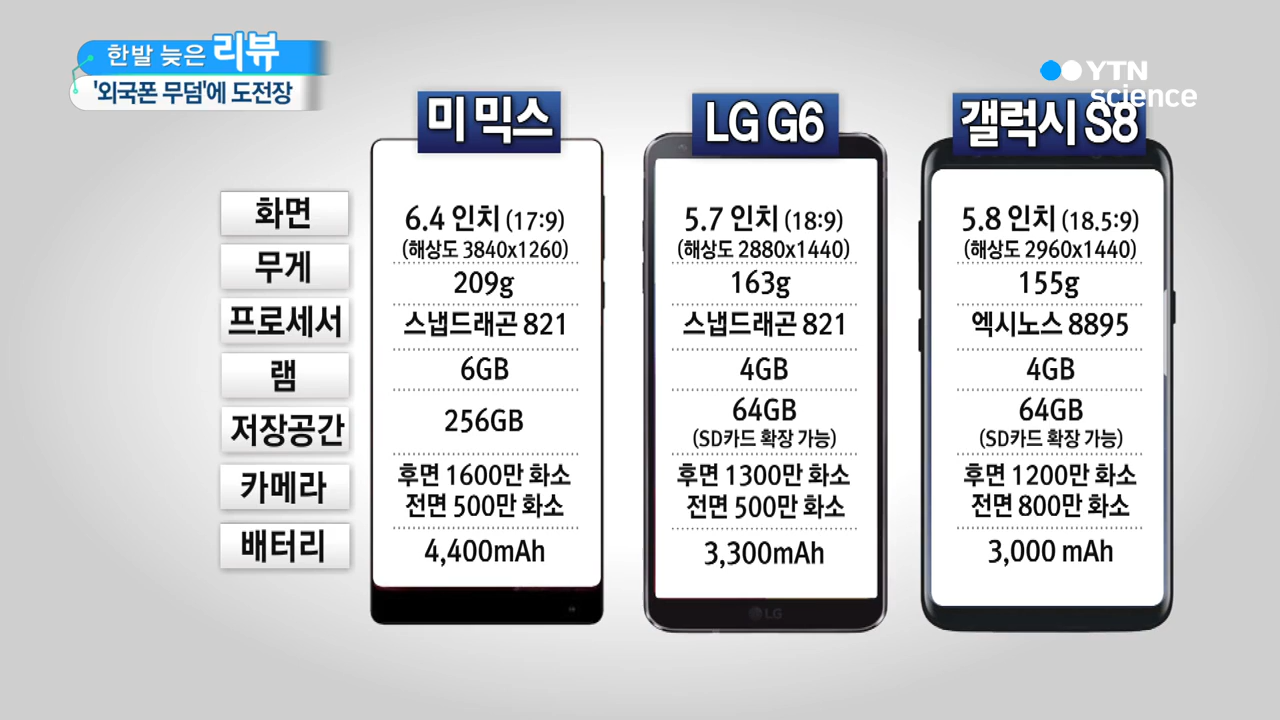 한발 늦은 리뷰
'외국폰 무덤'에 도전장
YTN
science
미 믹스
LG G6
갤럭시 S8
화면
6.4 인치 (17:9)
(해상도 3840x1260)
5.7 인치 (18:9)
(해상도 2880x1440)
5.8 인치 (18.5:9)
(해상도 2960x1440)
무게
209g
163g
155g
프로세서
스냅드래곤 821
스냅드래곤 821
엑시노스 8895
램
6GB
4GB
4GB
저장공간
256GB
64GB
(SD카드 확장 가능)
64GB
(SD카드 확장 가능)
카메라
후면 1600만 화소
전면 500만 화소
후면 1300만 화소
전면 500만 화소
후면 1200만 화소
전면 800만 화소
배터리
4,400mAh
3,300mAh
3,000 mAh
LG